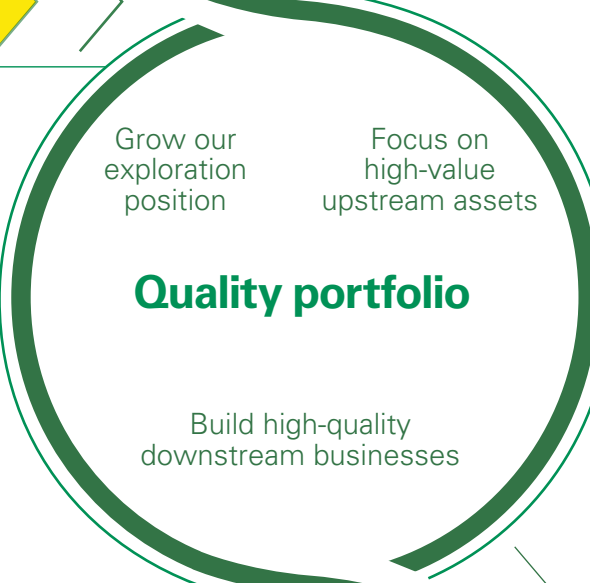 Grow our
exploration
position
Focus on
high-value
upstream assets
Quality portfolio
Build high-quality
downstream businesses